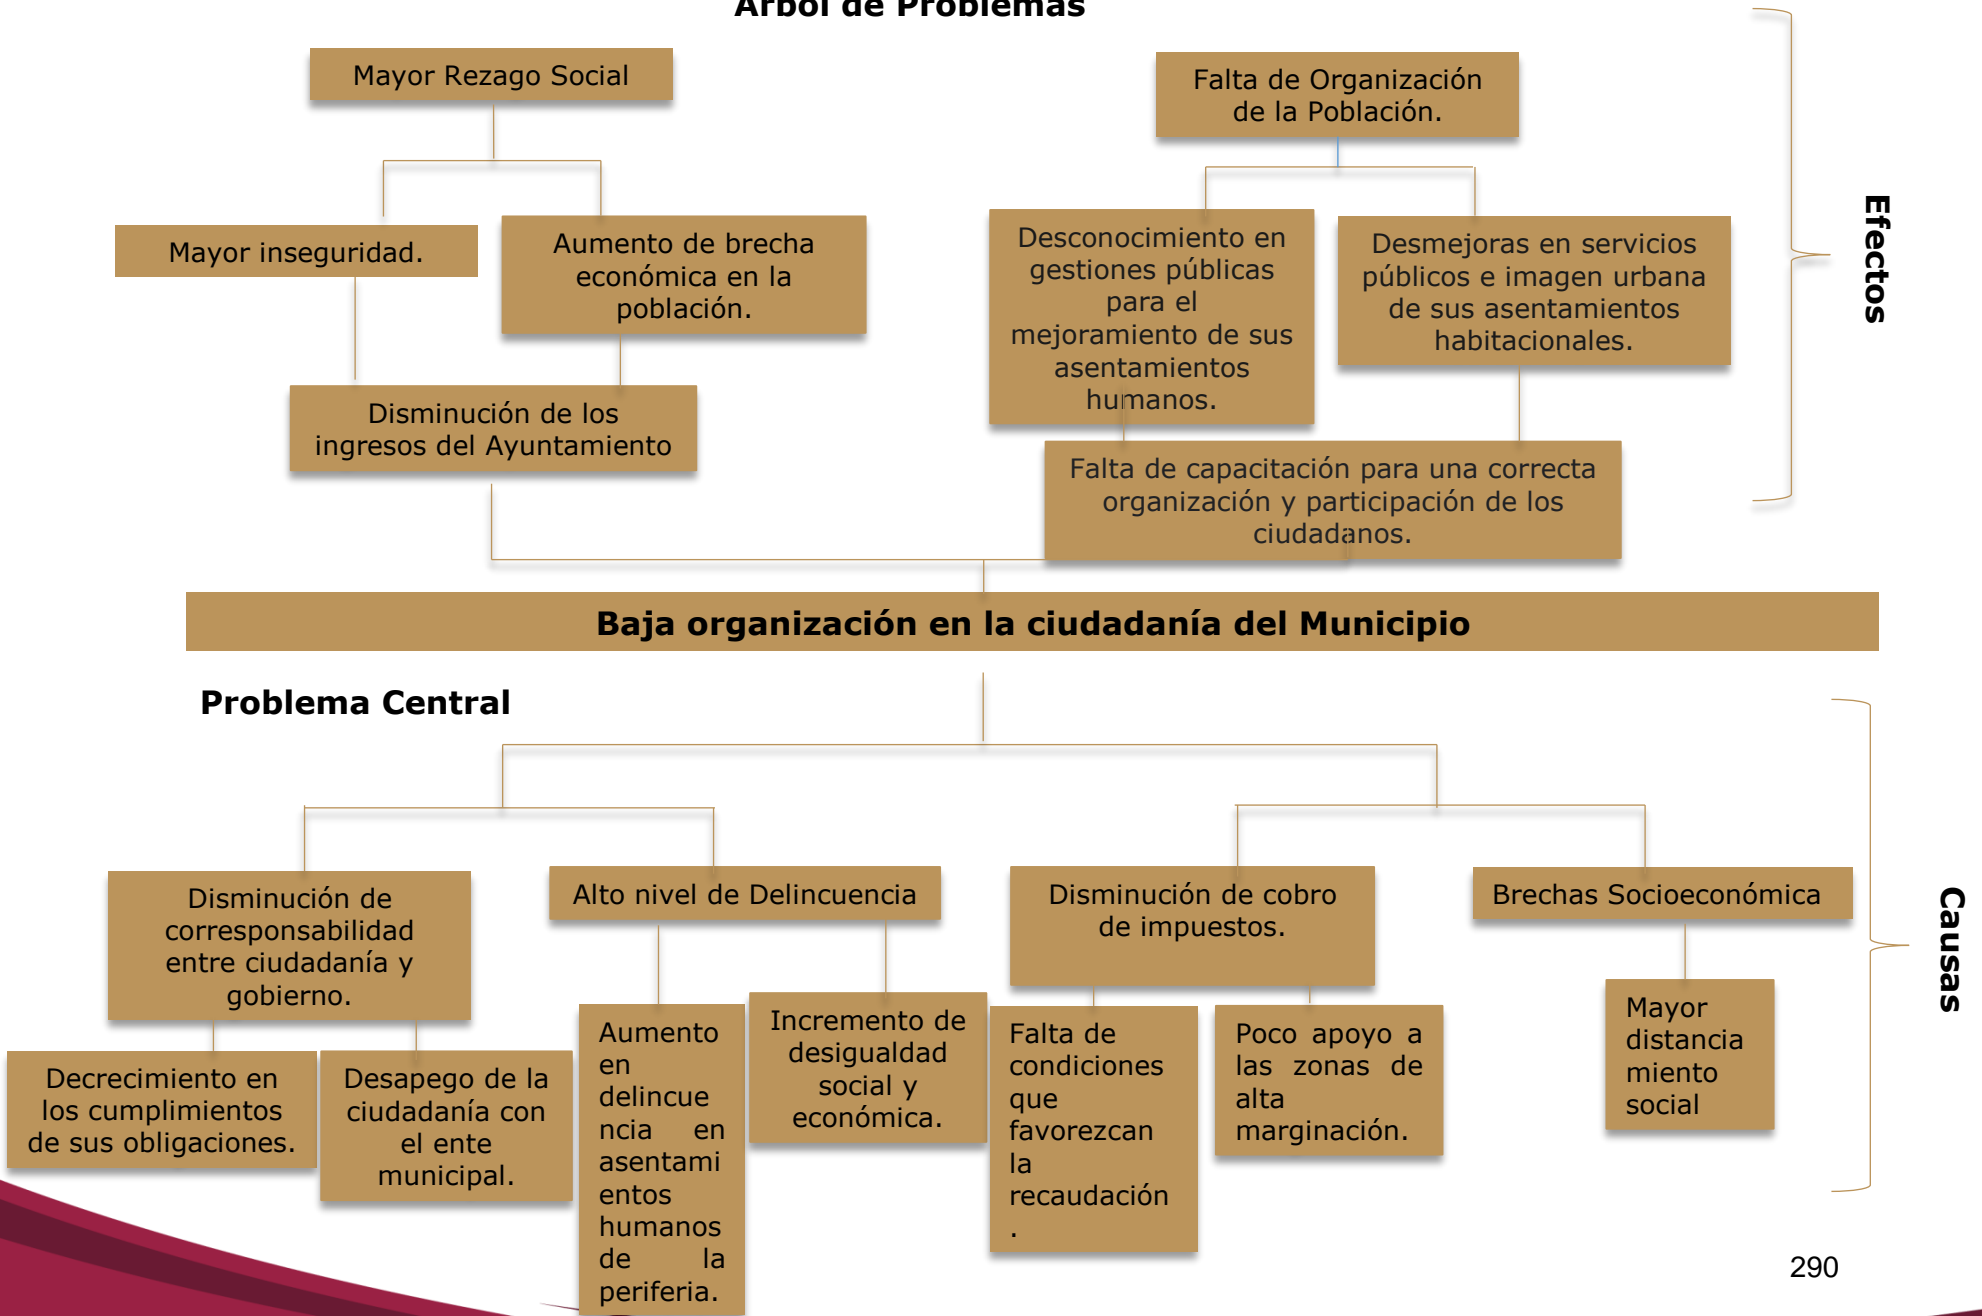 Árbol de Problemas
Mayor Rezago Social
Falta de Organización
de la Población.
Mayor inseguridad.
Aumento de brecha
económica en la
población.
Desconocimiento en
gestiones públicas
para el
mejoramiento de sus
asentamientos
humanos.
Desmejoras en servicios
públicos e imagen urbana
de sus asentamientos
habitacionales.
Efectos
Disminución de los
ingresos del Ayuntamiento
Falta de capacitación para una correcta
organización y participación de los
ciudadanos.
Baja organización en la ciudadanía del Municipio
Problema Central
Disminución de
corresponsabilidad
entre ciudadanía y
gobierno.
Alto nivel de Delincuencia
Disminución de cobro
de impuestos.
Brechas Socioeconómica
Causas
Decrecimiento en
los cumplimientos
de sus obligaciones.
Desapego de la
ciudadanía con
el ente
municipal.
Aumento
en
delincue
ncia en
asentami
entos
humanos
de la
periferia.
Incremento de
desigualdad
social y
económica.
Falta de
condiciones
que
favorezcan
la
recaudación
.
Poco apoyo a
las zonas de
alta
marginación.
Mayor
distancia
miento
social
290